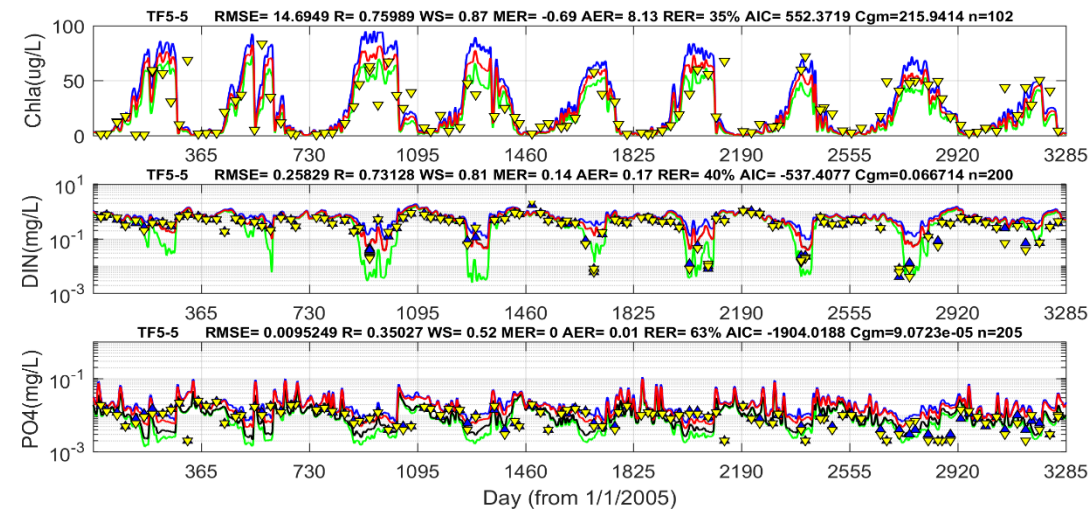 TF5-5 RMSE= 14.6949 R= 0.75989 WS= 0.87 MER= -0.69 AER= 8.13 RER= 35% AIC= 552.3719 Cgm=215.9414 n=102
100
50
0
Chla(ug/L)
365 730 1095 1460 1825 2190 2555 2920 3285
TF5-5 RMSE= 0.25829 R= 0.73128 WS= 0.81 MER= 0.14 AER= 0.17 RER= 40% AIC= -537.4077 Cgm=0.066714 n=200
10^1
10^-1
10^-3
DIN(mg/L)
365 730 1095 1460 1825 2190 2555 2920 3285
TF5-5 RMSE= 0.0095249 R= 0.35027 WS= 0.52 MER= 0 AER= 0.01 RER= 63% AIC= -1904.0188 Cgm=9.0723e-05 n=205
10^-1
10^-3
PO4(mg/L)
365 730 1095 1460 1825 2190 2555 2920 3285
Day (from 1/1/2005)